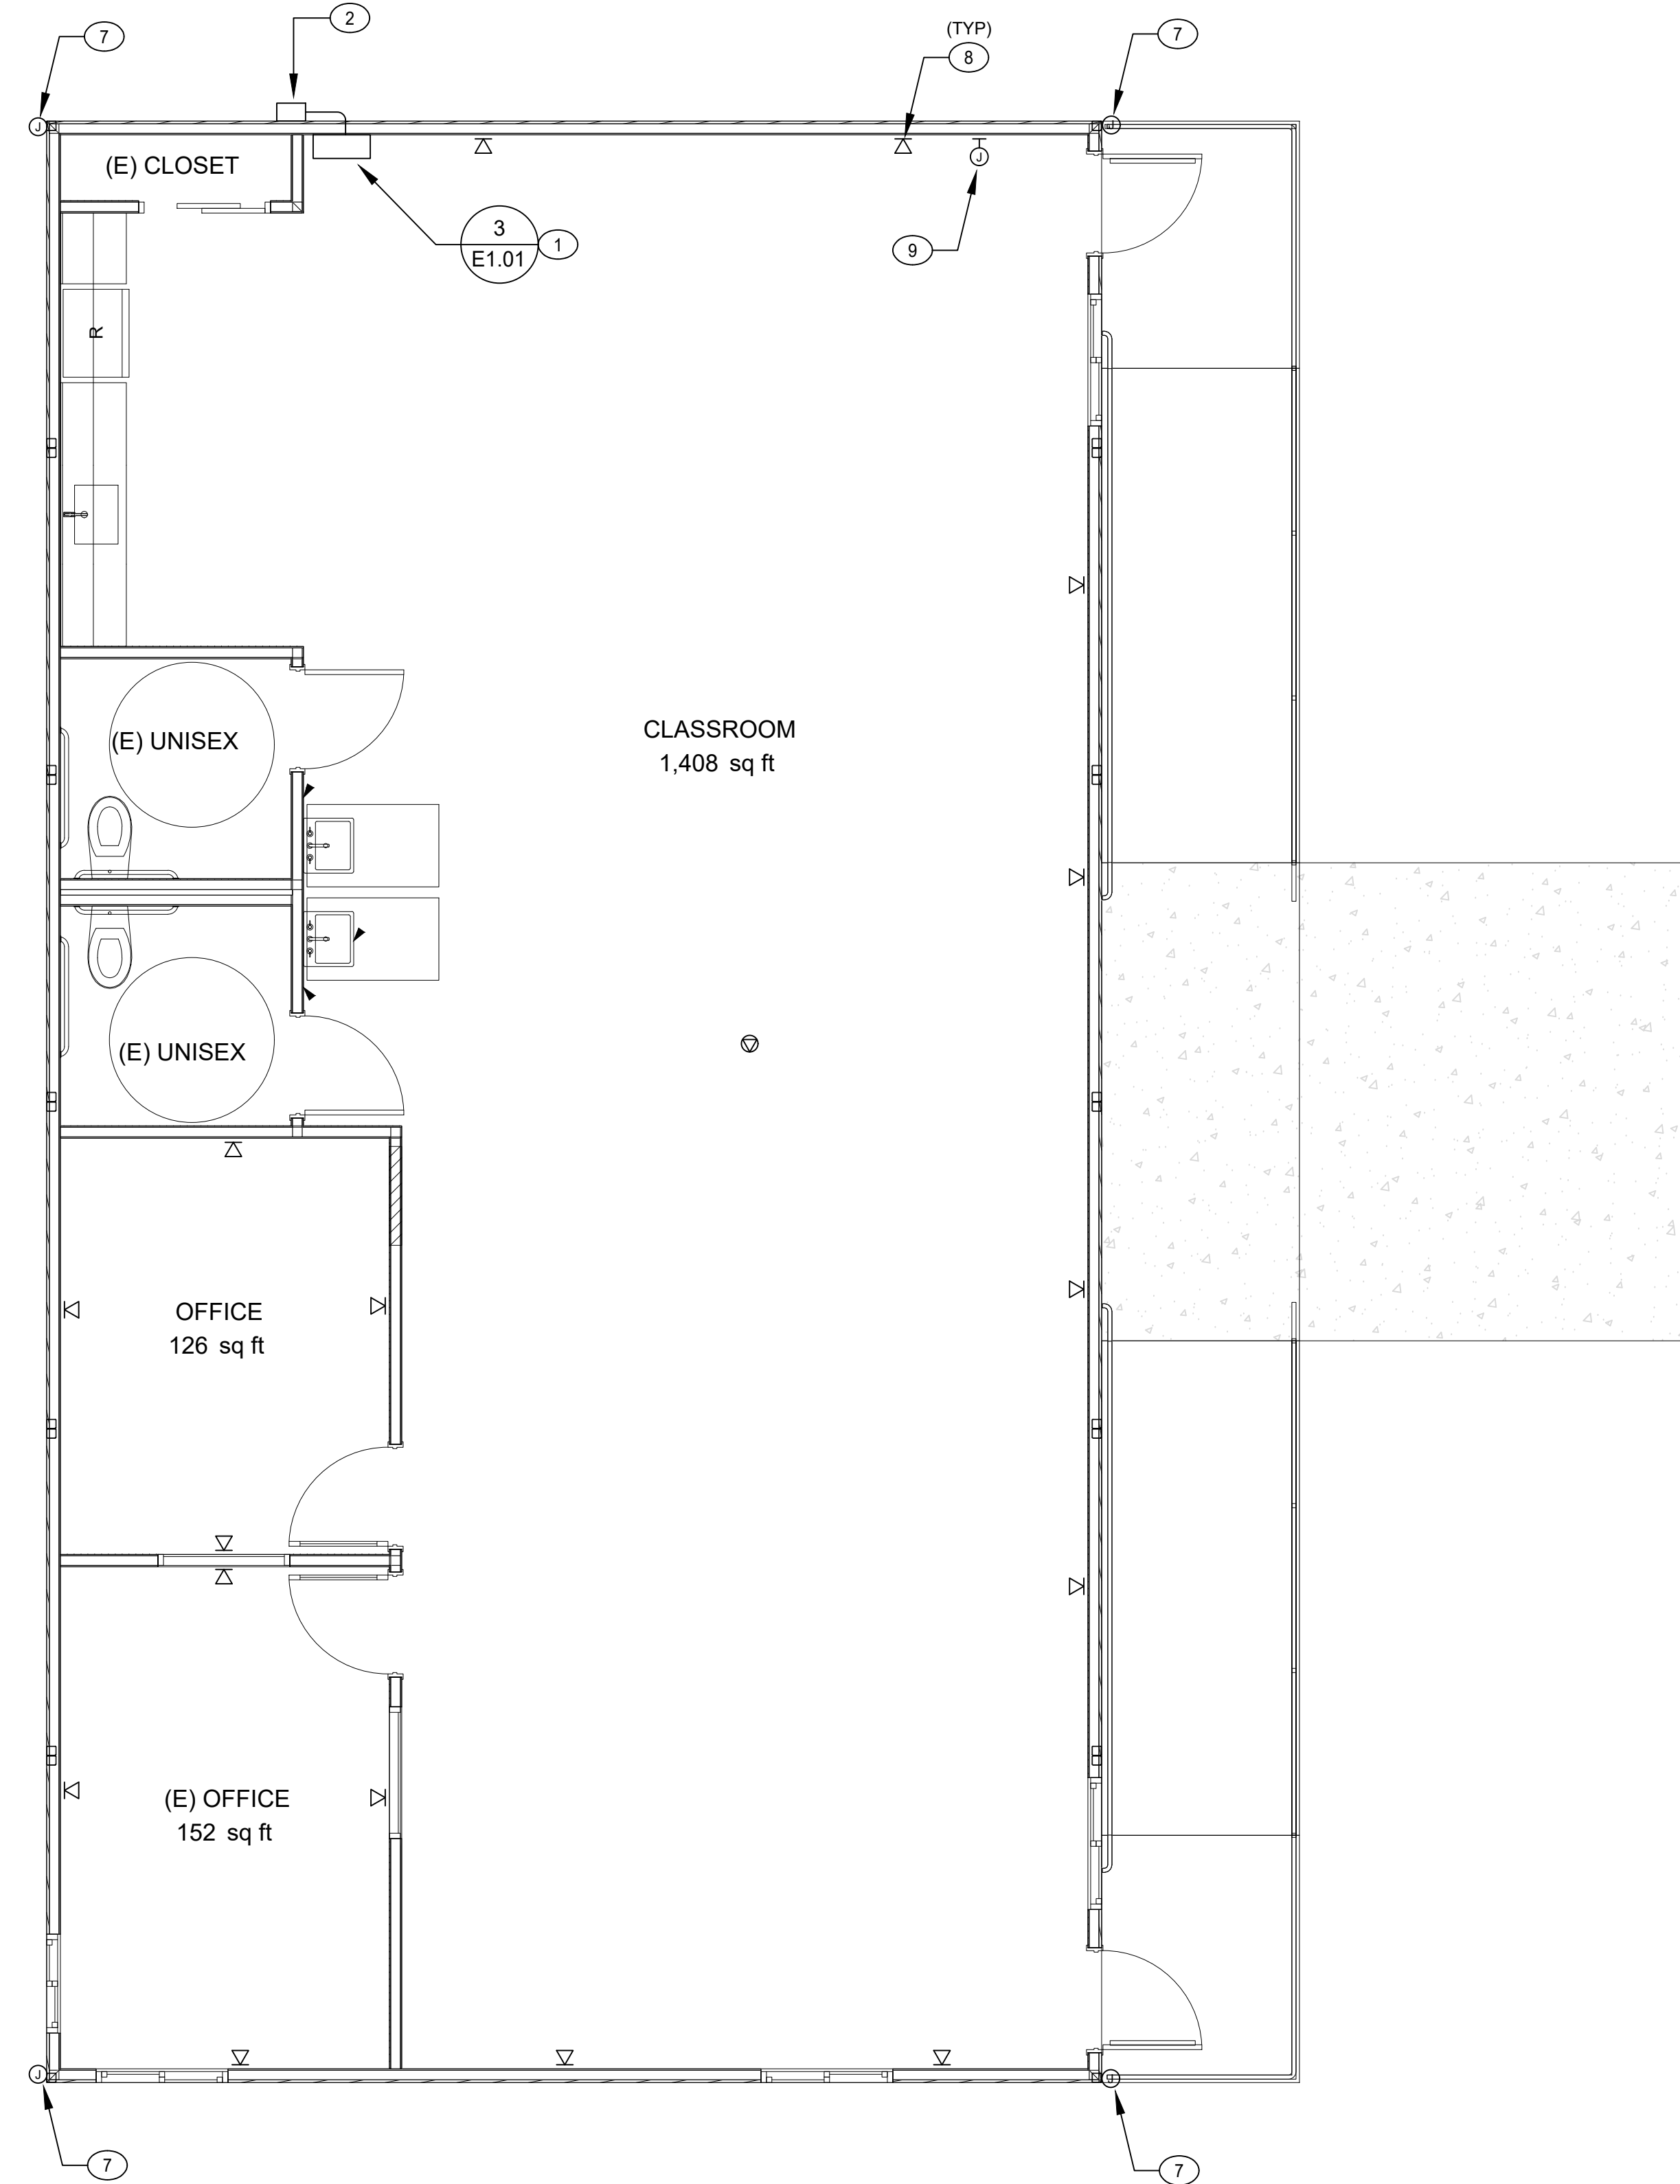 2
7
(TYP)
8
7
J
J
(E) CLOSET
J
3
E1.01
1
9
R
CLASSROOM
1,408 sq ft
(E) UNISEX
(E) UNISEX
OFFICE
126 sq ft
(E) OFFICE
152 sq ft
J
J
7
7